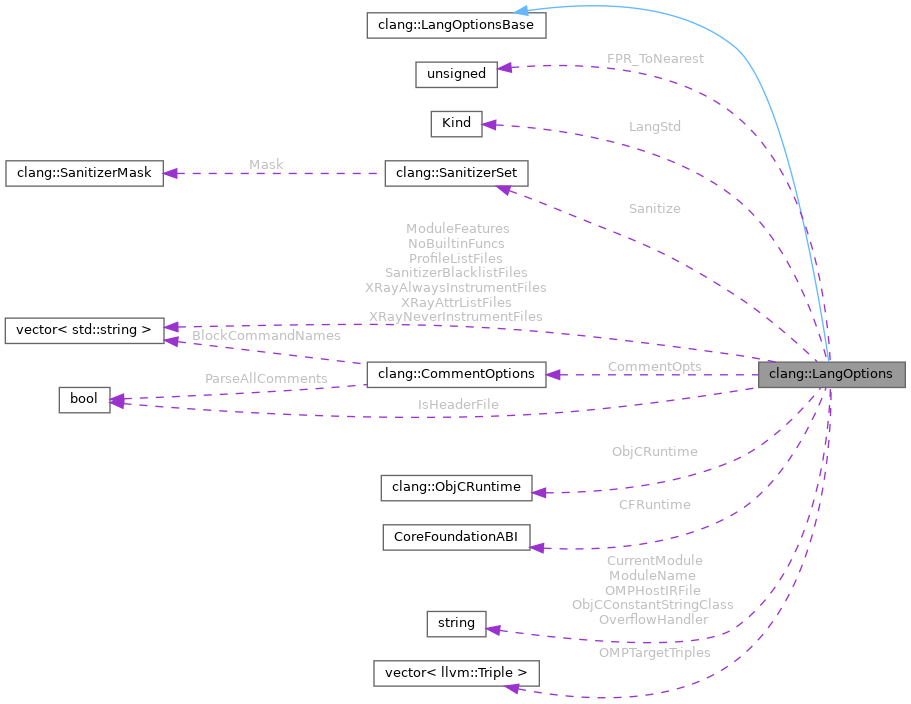 clang::LangOptionsBase
FPR_ToNearest
unsigned
Kind
LangStd
Mask
clang::SanitizerMask
clang::SanitizerSet
Sanitize
ModuleFeatures
NoBuiltinFuncs
ProfileListFiles
SanitizerBlacklistFiles
XRayAlwaysInstrumentFiles
XRayAttrListFiles
XRayNeverInstrumentFiles
vector< std::string >
BlockCommandNames
CommentOpts
clang::CommentOptions
clang::LangOptions
ParseAllComments
bool
IsHeaderFile
ObjCRuntime
clang::ObjCRuntime
CFRuntime
CoreFoundationABI
CurrentModule
ModuleName
OMPHostIRFile
ObjCConstantStringClass
OverflowHandler
string
OMPTargetTriples
vector< llvm::Triple >